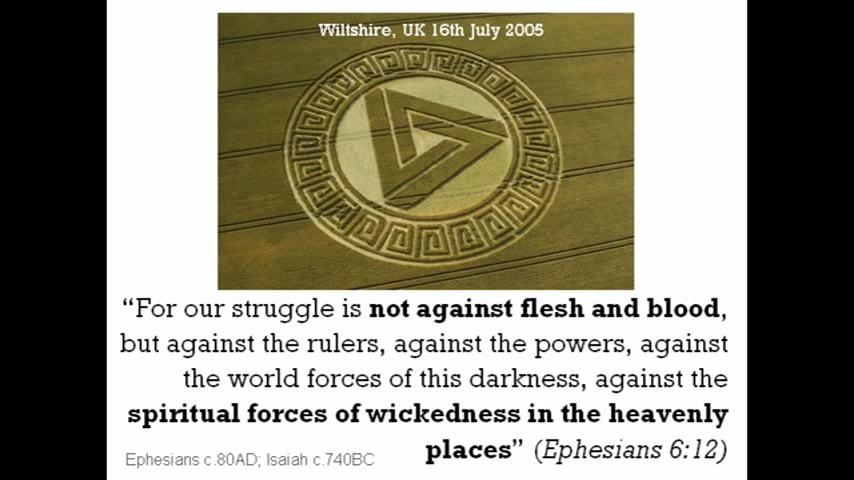 Wiltshire, UK 16th July 2005
“For our struggle is not against flesh and blood,
but against the rulers, against the powers, against
the world forces of this darkness, against the
spiritual forces of wickedness in the heavenly
places” (Ephesians 6:12)
Ephesians c.80AD; Isaiah c.740BC